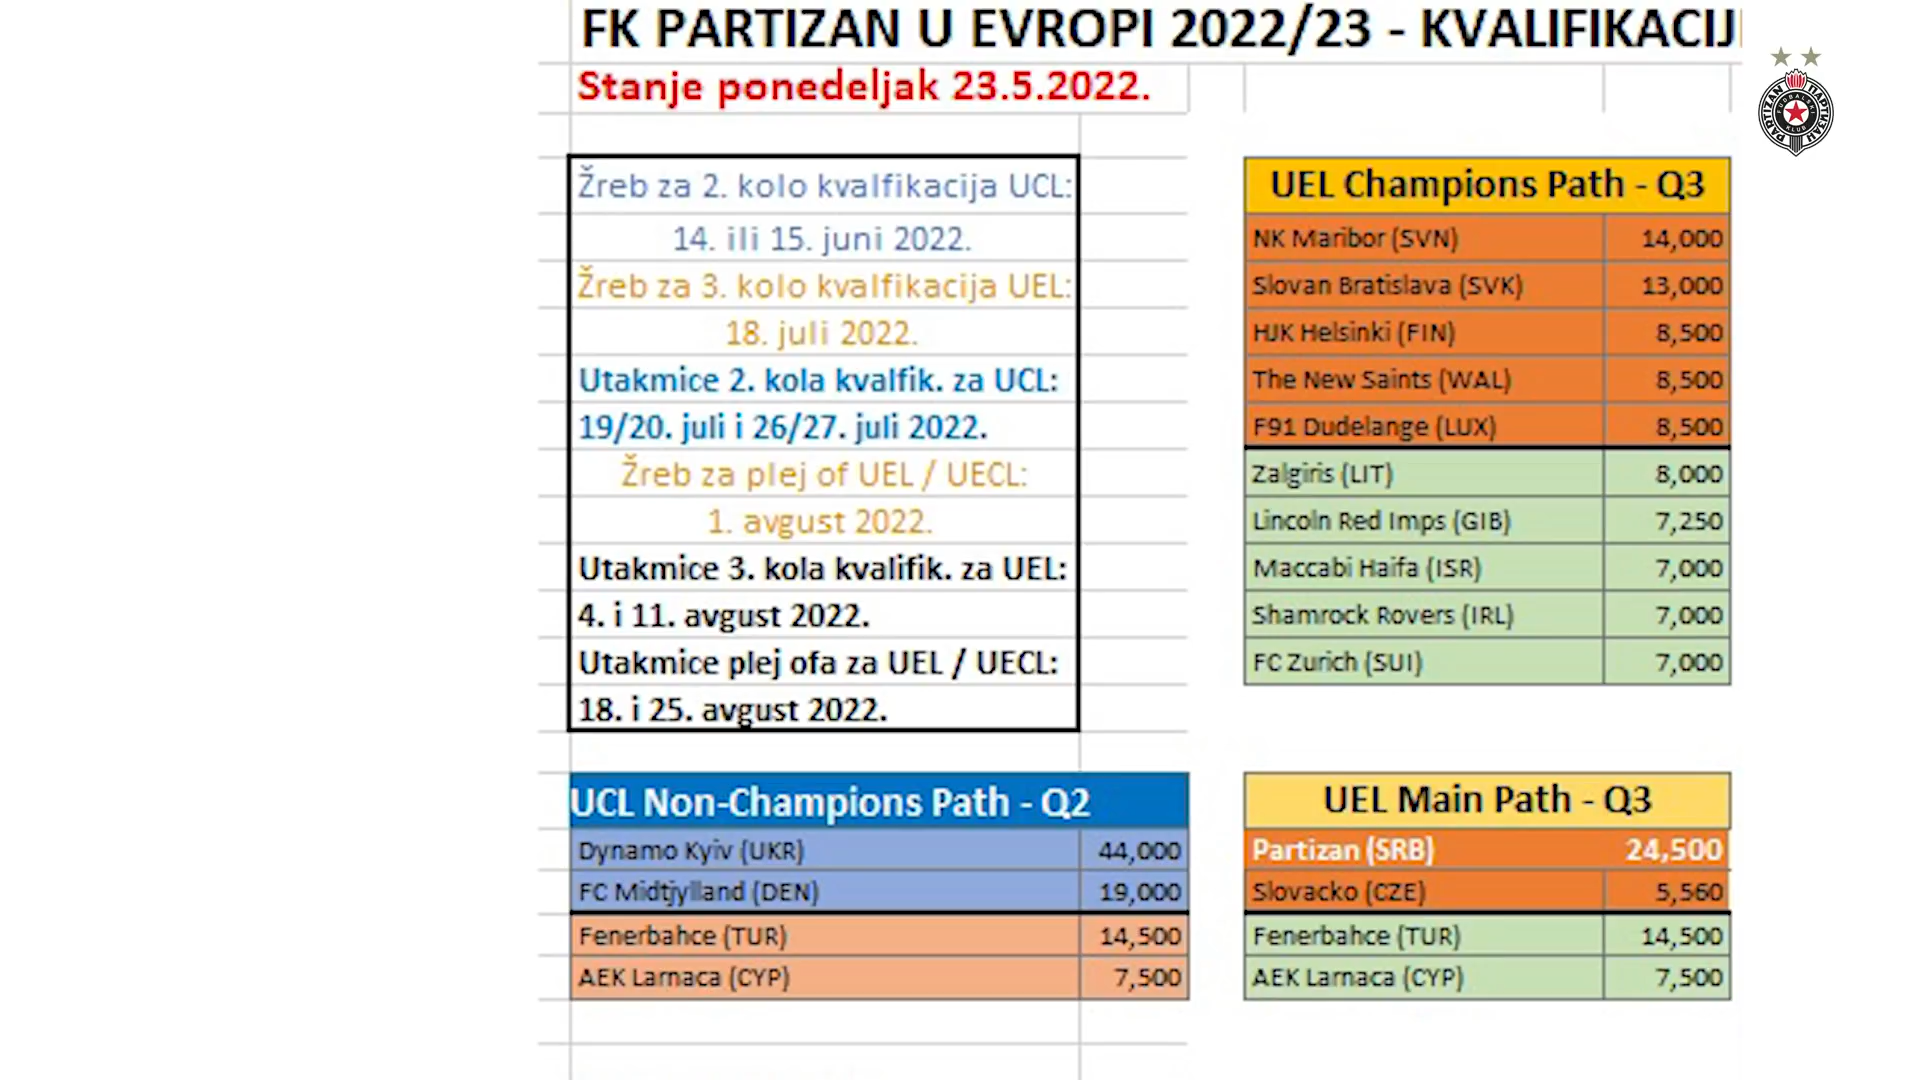 FK PARTIZAN U EVROPI 2022/23 - KVALIFIKACIJ
Stanje ponedeljak 23.5.2022.
Žreb za 2. kolo kvalfikacija UCL:
14. ili 15. juni 2022.
Žreb za 3. kolo kvalfikacija UEL:
18. juli 2022.
Utakmice 2. kola kvalfik. za UCL:
19/20. juli i 26/27. juli 2022.
Žreb za plej of UEL / UECL:
1. avgust 2022.
Utakmice 3. kola kvalifik. za UEL:
4. i 11. avgust 2022.
Utakmice plej ofa za UEL / UECL:
18. i 25. avgust 2022.
UEL Champions Path - Q3
NK Maribor (SVN) 14,000
Slovan Bratislava (SVK) 13,000
HJK Helsinki (FIN) 8,500
The New Saints (WAL) 8,500
F91 Dudelange (LUX) 8,500
Zalgiris (LIT) 8,000
Lincoln Red Imps (GIB) 7,250
Maccabi Haifa (ISR) 7,000
Shamrock Rovers (IRL) 7,000
FC Zurich (SUI) 7,000
UCL Non-Champions Path - Q2
Dynamo Kyiv (UKR) 44,000
FC Midtjylland (DEN) 19,000
Fenerbahce (TUR) 14,500
AEK Larnaca (CYP) 7,500
UEL Main Path - Q3
Partizan (SRB) 24,500
Slovacko (CZE) 5,560
Fenerbahce (TUR) 14,500
AEK Larnaca (CYP) 7,500
PARTIZAN
ПАРТИЗАН
FUDBALSKI
KLUB